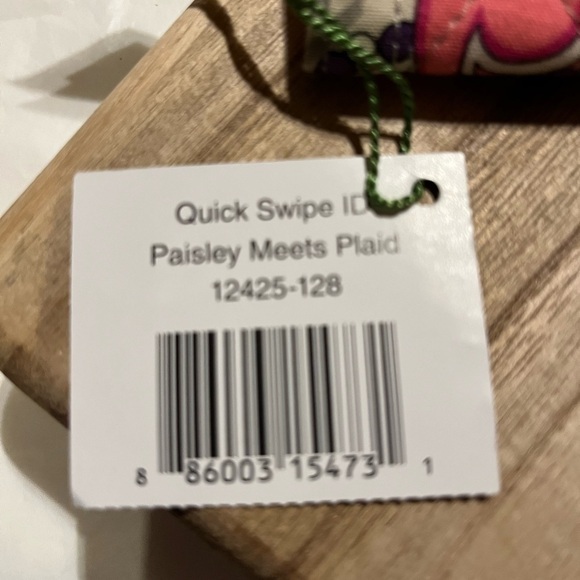 Quick Swipe ID
Paisley Meets Plaid
12425-128
8 86003 15473 1